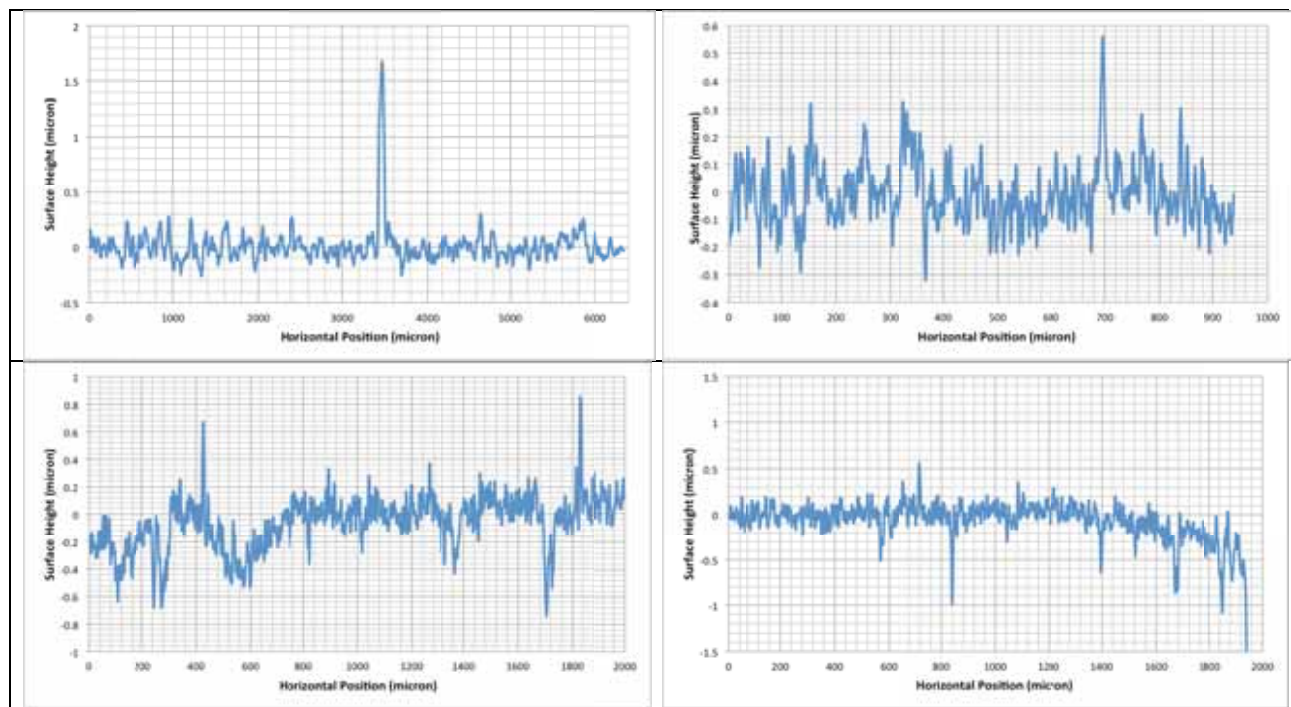 2
1.5
1
0.5
0
-0.5
0 1000 2000 3000 4000 5000 6000
Surface Height (micron)
Horizontal Position (micron)
0.6
0.5
0.4
0.3
0.2
0.1
0
-0.1
-0.2
-0.3
-0.4
0 100 200 300 400 500 600 700 800 900 1000
Surface Height (micron)
Horizontal Position (micron)
1
0.8
0.6
0.4
0.2
0
-0.2
-0.4
-0.6
-0.8
-1
0 200 400 600 800 1000 1200 1400 1600 1800 2000
Surface Height (micron)
Horizontal Position (micron)
1.5
1
0.5
0
-0.5
-1
-1.5
0 200 400 600 800 1000 1200 1400 1600 1800 2000
Surface Height (micron)
Horizontal Position (micron)